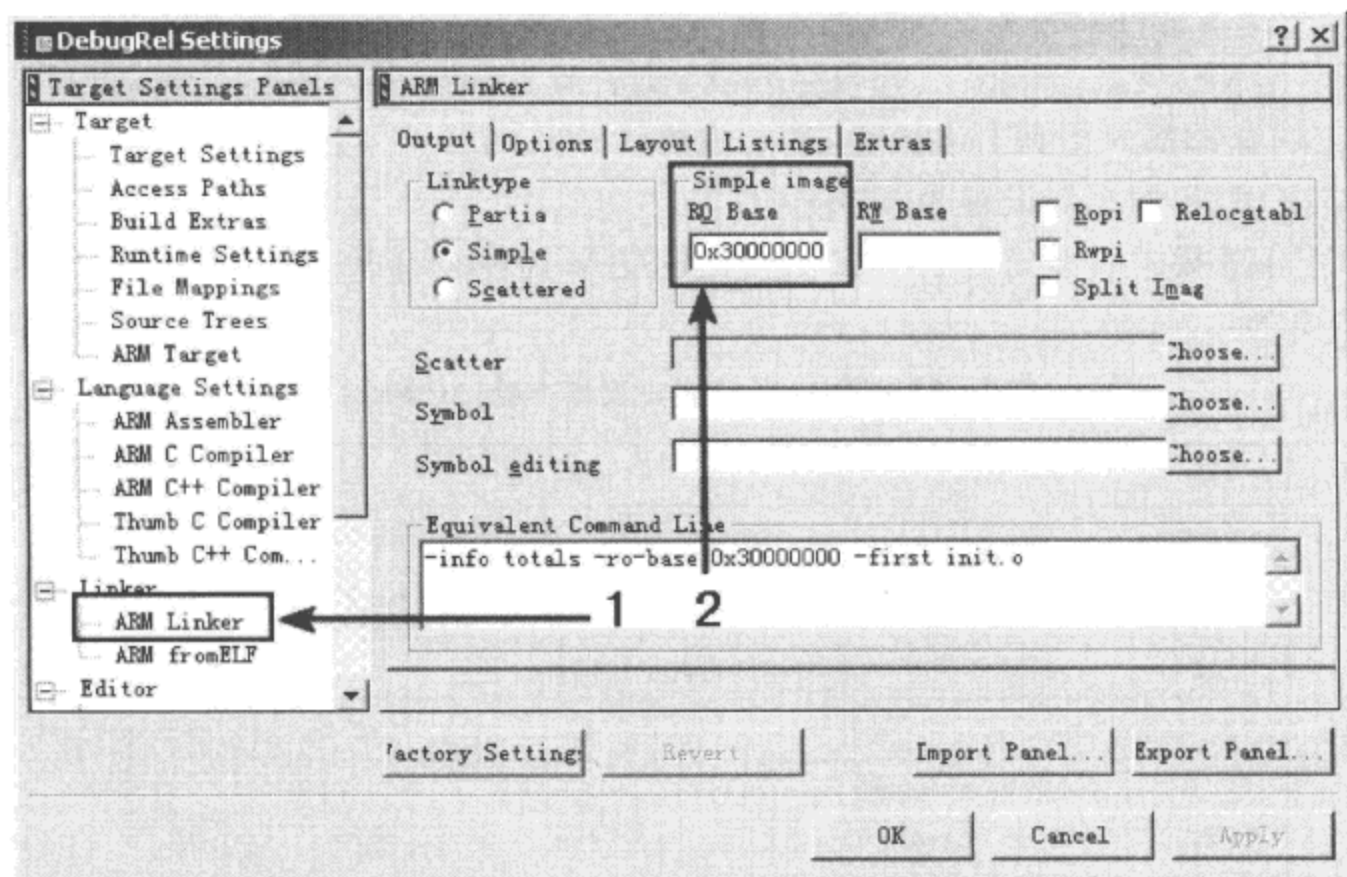 DebugRel Settings
Target Settings Panels
Target
Target Settings
Access Paths
Build Extras
Runtime Settings
File Mappings
Source Trees
ARM Target
Language Settings
ARM Assembler
ARM C Compiler
ARM C++ Compiler
Thumb C Compiler
Thumb C++ Com...
Linker
ARM Linker
ARM fromELF
Editor
ARM Linker
Output Options Layout Listings Extras
Linktype
Partia
Simple
Scattered
Simple image
RO Base
0x30000000
RW Base
Ropi Relocatabl
Rwpi
Split Imag
Scatter Choose...
Symbol Choose...
Symbol editing Choose...
Equivalent Command Line
-info totals -ro-base 0x30000000 -first init.o
1 2
Factory Settings Revert Import Panel... Export Panel...
OK Cancel Apply